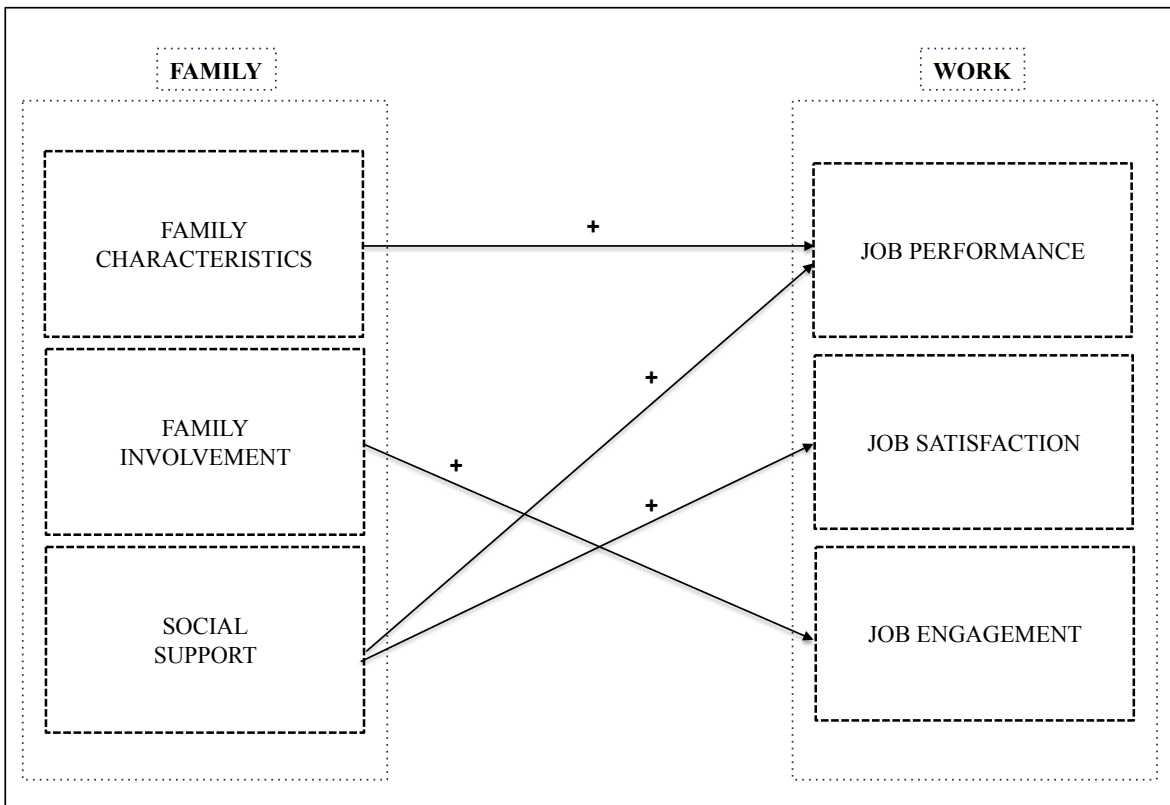 FAMILY
WORK
FAMILY
CHARACTERISTICS
+
JOB PERFORMANCE
+
FAMILY
INVOLVEMENT
+
JOB SATISFACTION
+
SOCIAL
SUPPORT
JOB ENGAGEMENT